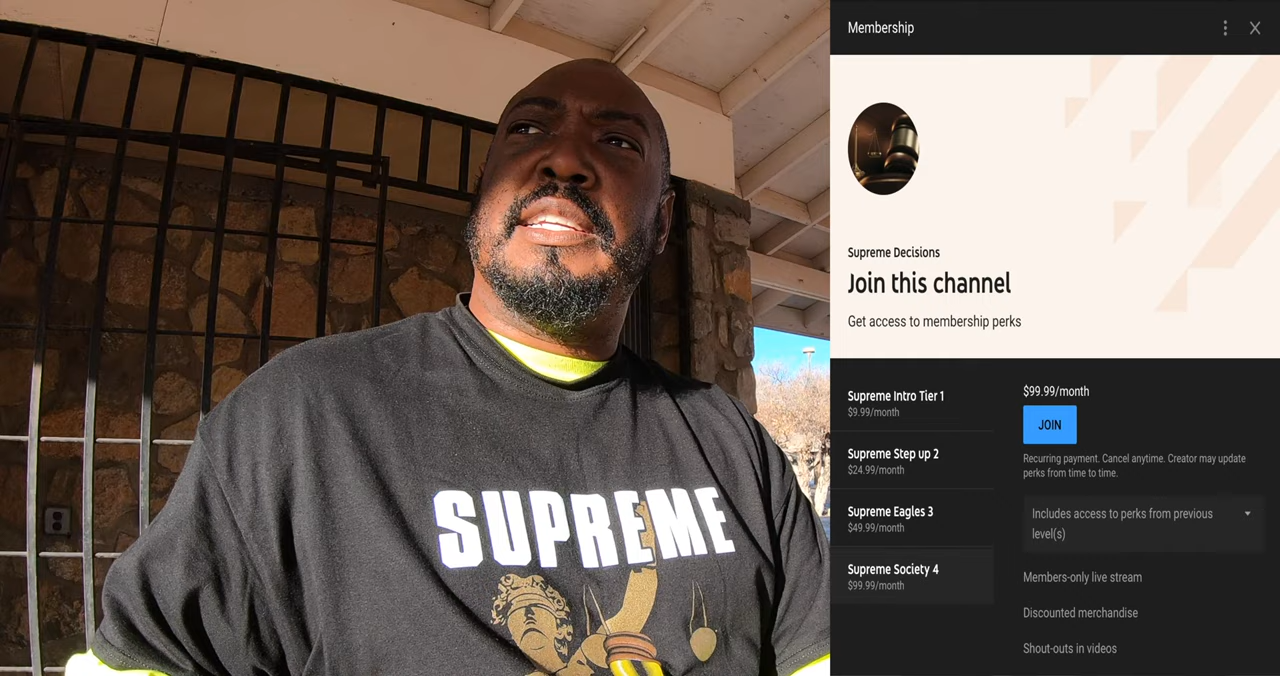 SUPREME
Membership
Supreme Decisions
Join this channel
Get access to membership perks
Supreme Intro Tier 1
$9.99/month
Supreme Step up 2
$24.99/month
Supreme Eagles 3
$49.99/month
Supreme Society 4
$99.99/month
$99.99/month
JOIN
Recurring payment. Cancel anytime. Creator may update
perks from time to time.
Includes access to perks from previous
level(s)
Members-only live stream
Discounted merchandise
Shout-outs in videos